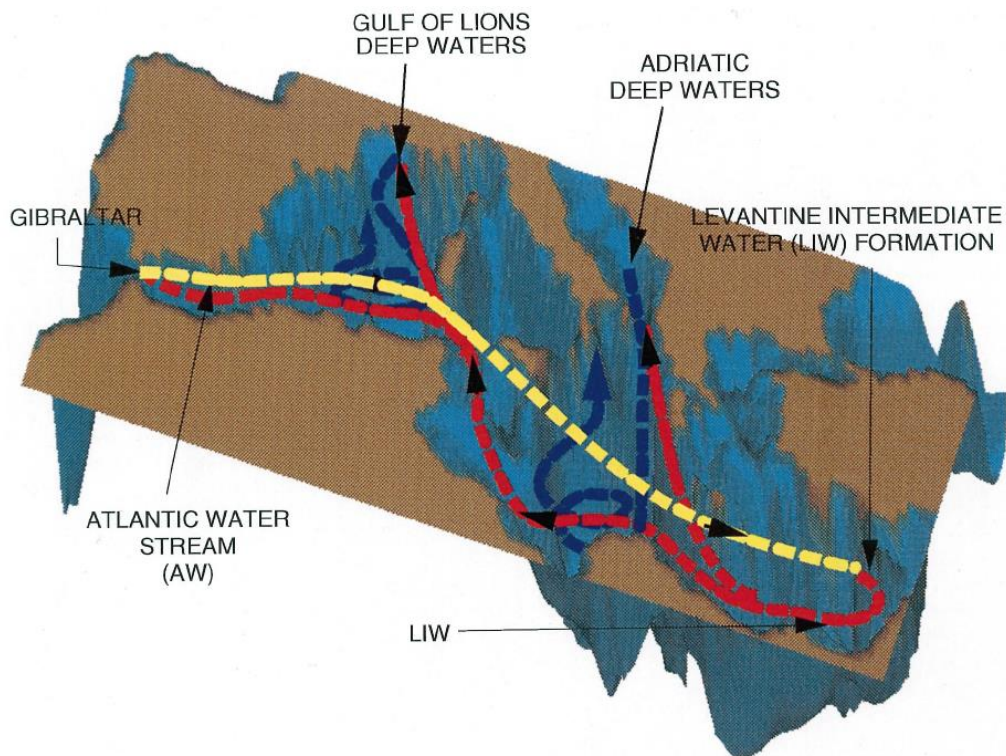 GULF OF LIONS
DEEP WATERS
ADRIATIC
DEEP WATERS
GIBRALTAR
LEVANTINE INTERMEDIATE
WATER (LIW) FORMATION
ATLANTIC WATER
STREAM
(AW)
LIW